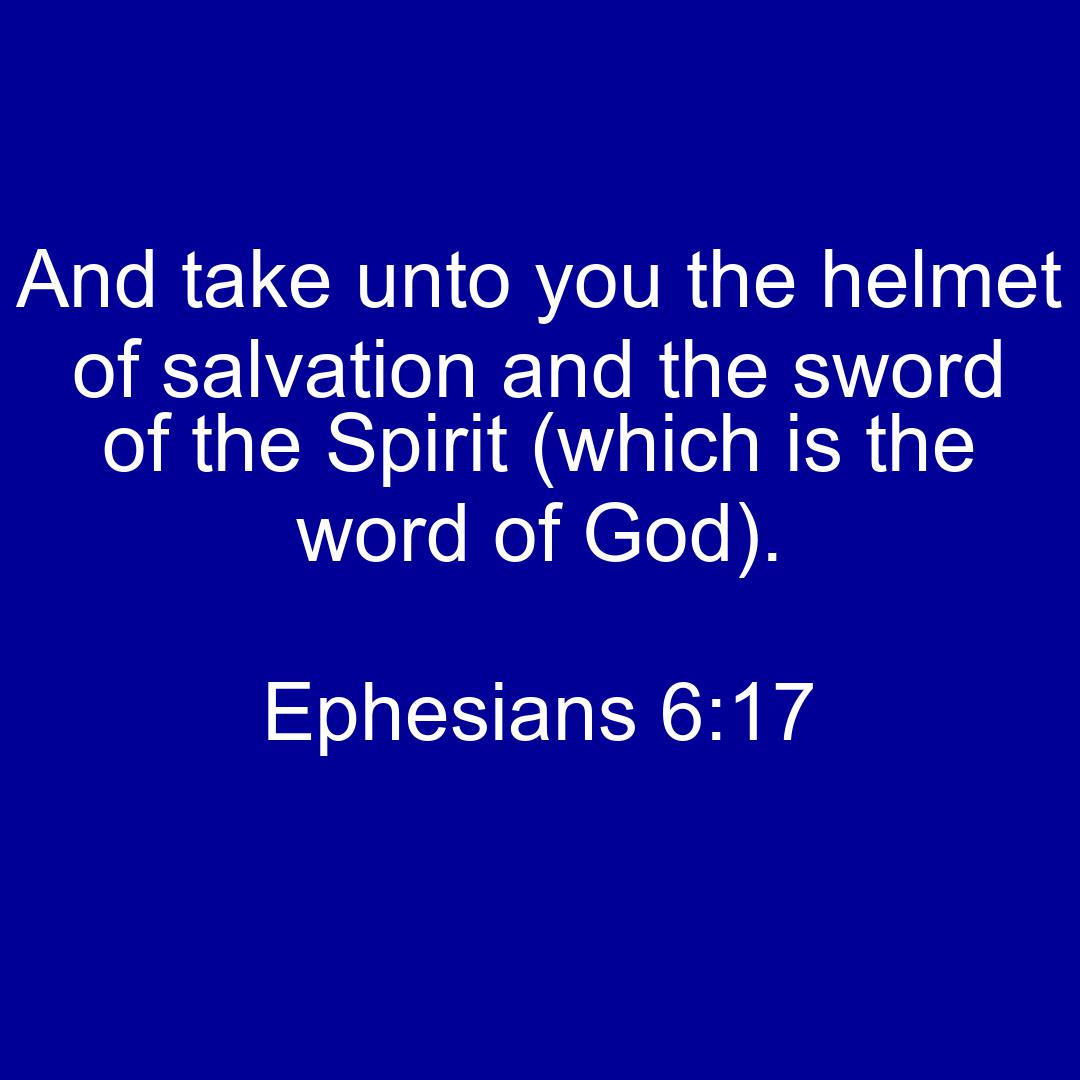 And take unto you the helmet
of salvation and the sword
of the Spirit (which is the
word of God).
Ephesians 6:17